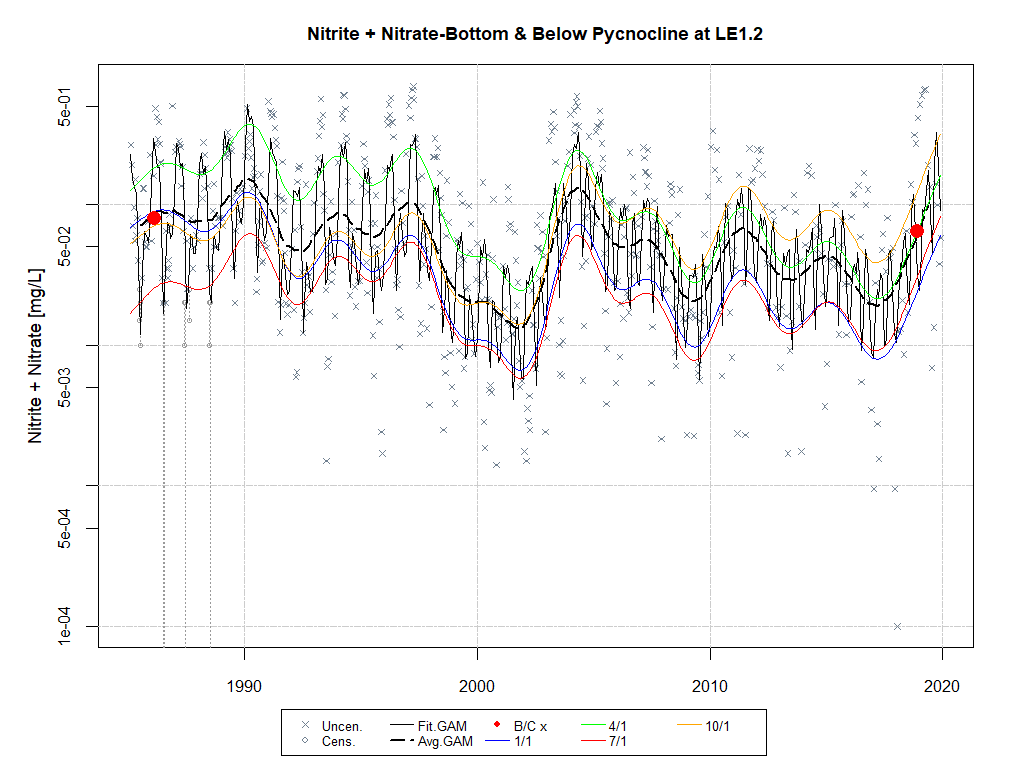 Nitrite + Nitrate-Bottom & Below Pycnocline at LE1.2
Nitrite + Nitrate [mg/L]
5e-01
5e-02
5e-03
5e-04
1e-04
1990
2000
2010
2020
Uncen. Fit.GAM B/C x 4/1 10/1
Cens. Avg.GAM 1/1 7/1